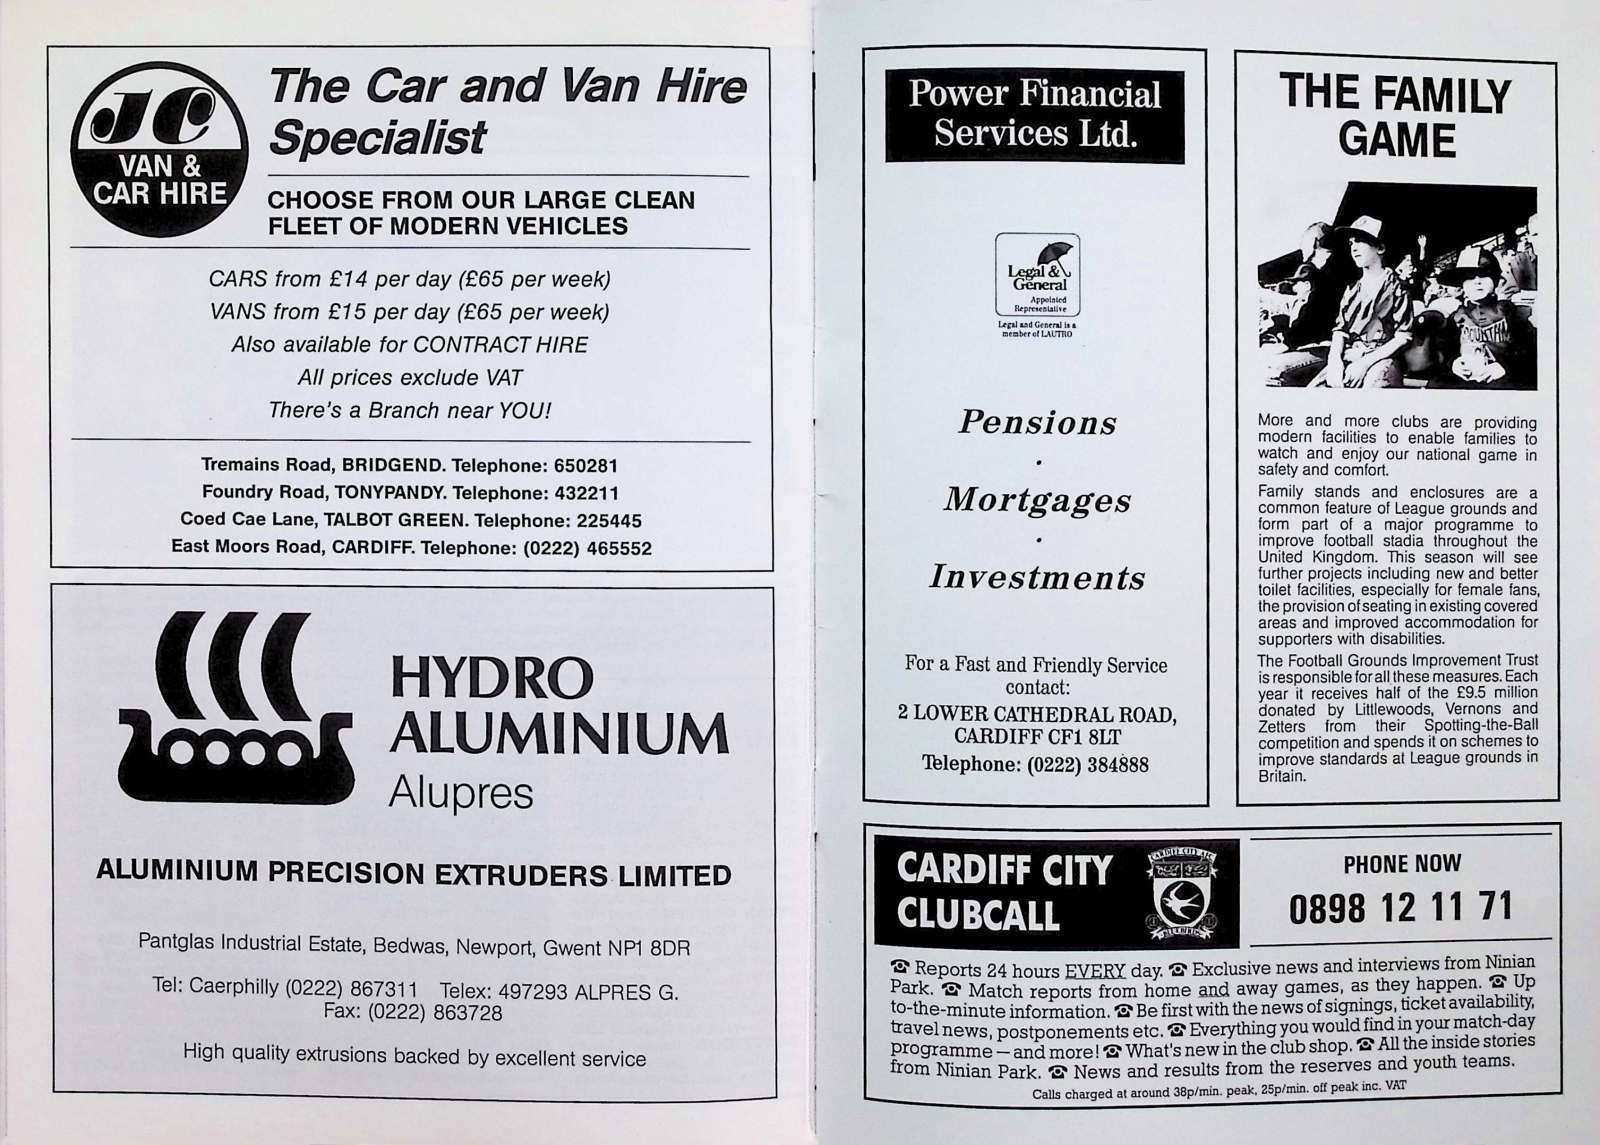 JC
VAN &
CAR HIRE
The Car and Van Hire
Specialist
CHOOSE FROM OUR LARGE CLEAN
FLEET OF MODERN VEHICLES
CARS from £14 per day (£65 per week)
VANS from £15 per day (£65 per week)
Also available for CONTRACT HIRE
All prices exclude VAT
There's a Branch near YOU!
Tremains Road, BRIDGEND. Telephone: 650281
Foundry Road, TONYPANDY. Telephone: 432211
Coed Cae Lane, TALBOT GREEN. Telephone: 225445
East Moors Road, CARDIFF. Telephone: (0222) 465552
HYDRO
ALUMINIUM
Alupres
ALUMINIUM PRECISION EXTRUDERS LIMITED
Pantglas Industrial Estate, Bedwas, Newport, Gwent NP1 8DR
Tel: Caerphilly (0222) 867311 Telex: 497293 ALPRES G.
Fax: (0222) 863728
High quality extrusions backed by excellent service
Power Financial
Services Ltd.
Legal &
General
Appointed
Representative
Legal and General is a
member of LAUTRO
Pensions
·
Mortgages
·
Investments
For a Fast and Friendly Service
contact:
2 LOWER CATHEDRAL ROAD,
CARDIFF CF1 8LT
Telephone: (0222) 384888
THE FAMILY
GAME
More and more clubs are providing
modern facilities to enable families to
watch and enjoy our national game in
safety and comfort.
Family stands and enclosures are a
common feature of League grounds and
form part of a major programme to
improve football stadia throughout the
United Kingdom. This season will see
further projects including new and better
toilet facilities, especially for female fans,
the provision of seating in existing covered
areas and improved accommodation for
supporters with disabilities.
The Football Grounds Improvement Trust
is responsible for all these measures. Each
year it receives half of the £9.5 million
donated by Littlewoods, Vernons and
Zetters from their Spotting-the-Ball
competition and spends it on schemes to
improve standards at League grounds in
Britain.
CARDIFF CITY
CLUBCALL
CARDIFF CITY AFC
BLUEBIRDS
PHONE NOW
0898 12 11 71
☎ Reports 24 hours EVERY day. ☎ Exclusive news and interviews from Ninian
Park. ☎ Match reports from home and away games, as they happen. ☎ Up
to-the-minute information. ☎ Be first with the news of signings, ticket availability,
travel news, postponements etc. ☎ Everything you would find in your match-day
programme — and more! ☎ What's new in the club shop. ☎ All the inside stories
from Ninian Park. ☎ News and results from the reserves and youth teams.
Calls charged at around 38p/min. peak, 25p/min. off peak inc. VAT